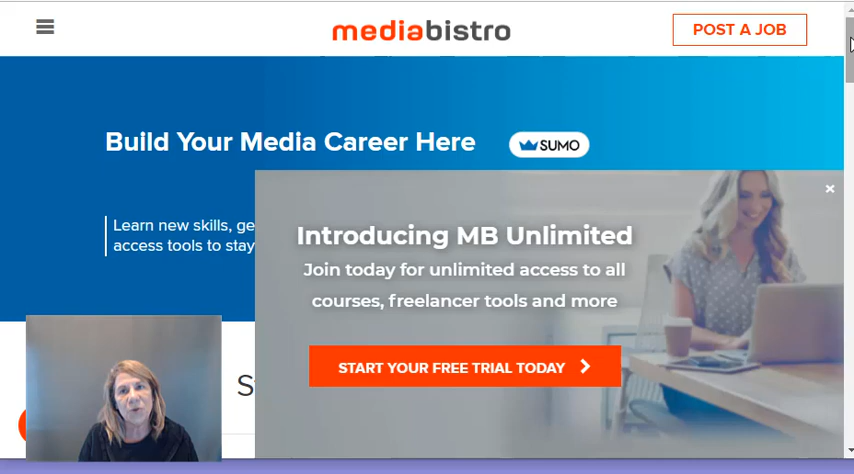 mediabistro
POST A JOB
Build Your Media Career Here
SUMO
Learn new skills, ge
access tools to stay
Introducing MB Unlimited
Join today for unlimited access to all
courses, freelancer tools and more
START YOUR FREE TRIAL TODAY
S